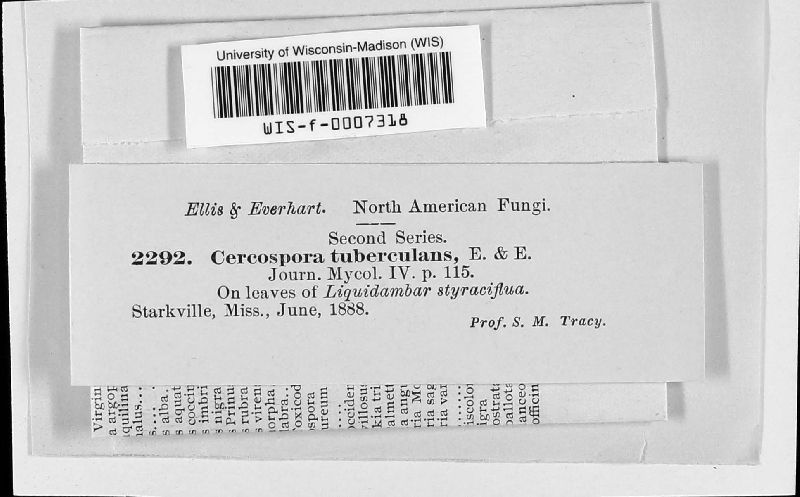 University of Wisconsin-Madison (WIS)
WIS-f-0007318
Ellis & Everhart. North American Fungi.
Second Series.
2292. Cercospora tuberculans, E. & E.
Journ. Mycol. IV. p. 115.
On leaves of Liquidambar styraciflua.
Starkville, Miss., June, 1888.
Prof. S. M. Tracy.